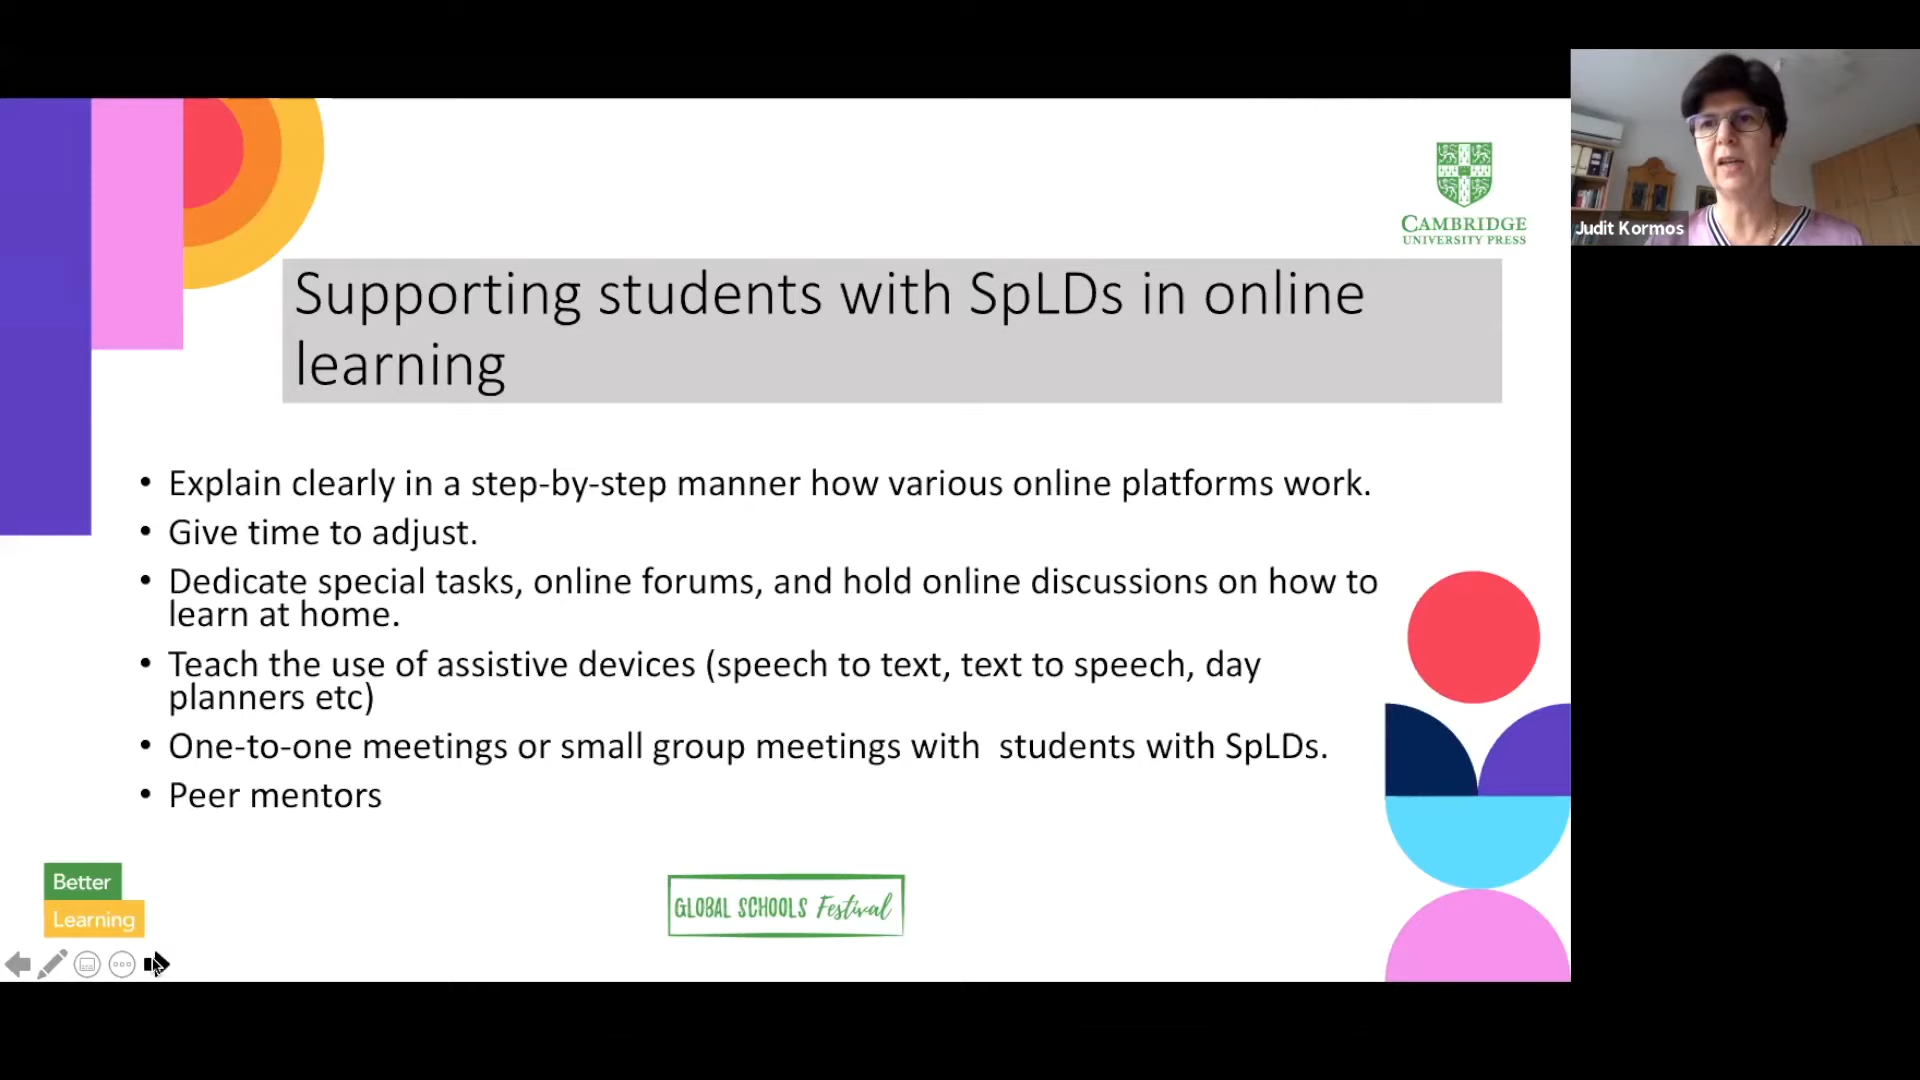 CAMBRIDGE
UNIVERSITY PRESS
Judit Kormos
Supporting students with SpLDs in online
learning
• Explain clearly in a step-by-step manner how various online platforms work.
• Give time to adjust.
• Dedicate special tasks, online forums, and hold online discussions on how to
learn at home.
• Teach the use of assistive devices (speech to text, text to speech, day
planners etc)
• One-to-one meetings or small group meetings with  students with SpLDs.
• Peer mentors
Better
Learning
GLOBAL SCHOOLS Festival